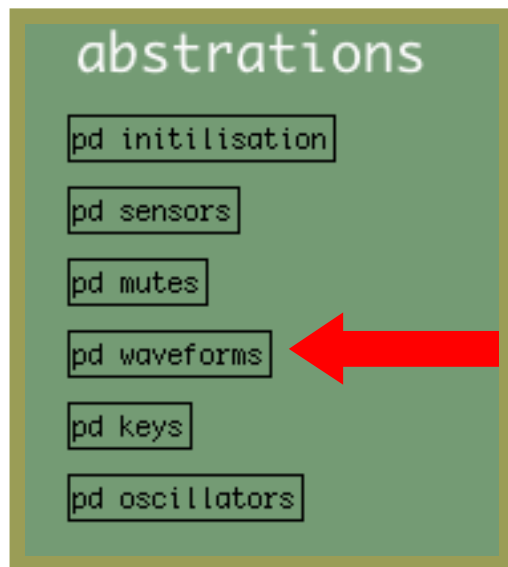 abstrations
pd initilisation
pd sensors
pd mutes
pd waveforms
pd keys
pd oscillators